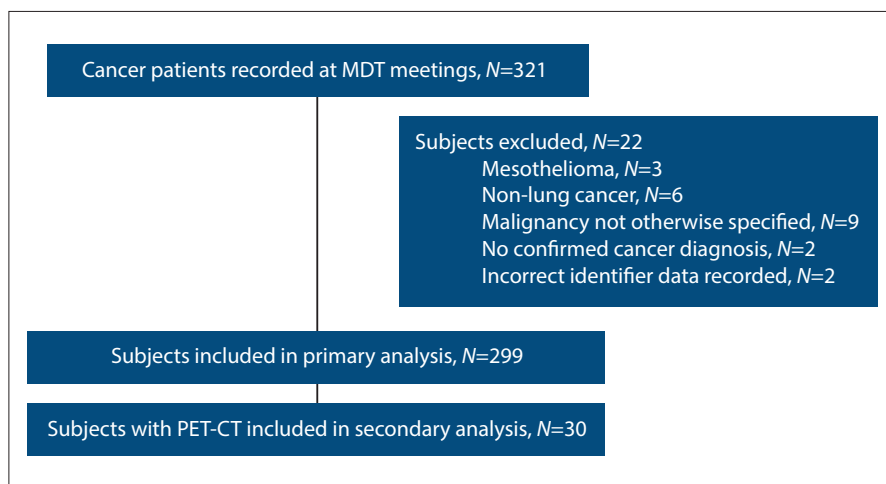 Cancer patients recorded at MDT meetings, N=321
Subjects excluded, N=22
Mesothelioma, N=3
Non-lung cancer, N=6
Malignancy not otherwise specified, N=9
No confirmed cancer diagnosis, N=2
Incorrect identifier data recorded, N=2
Subjects included in primary analysis, N=299
Subjects with PET-CT included in secondary analysis, N=30